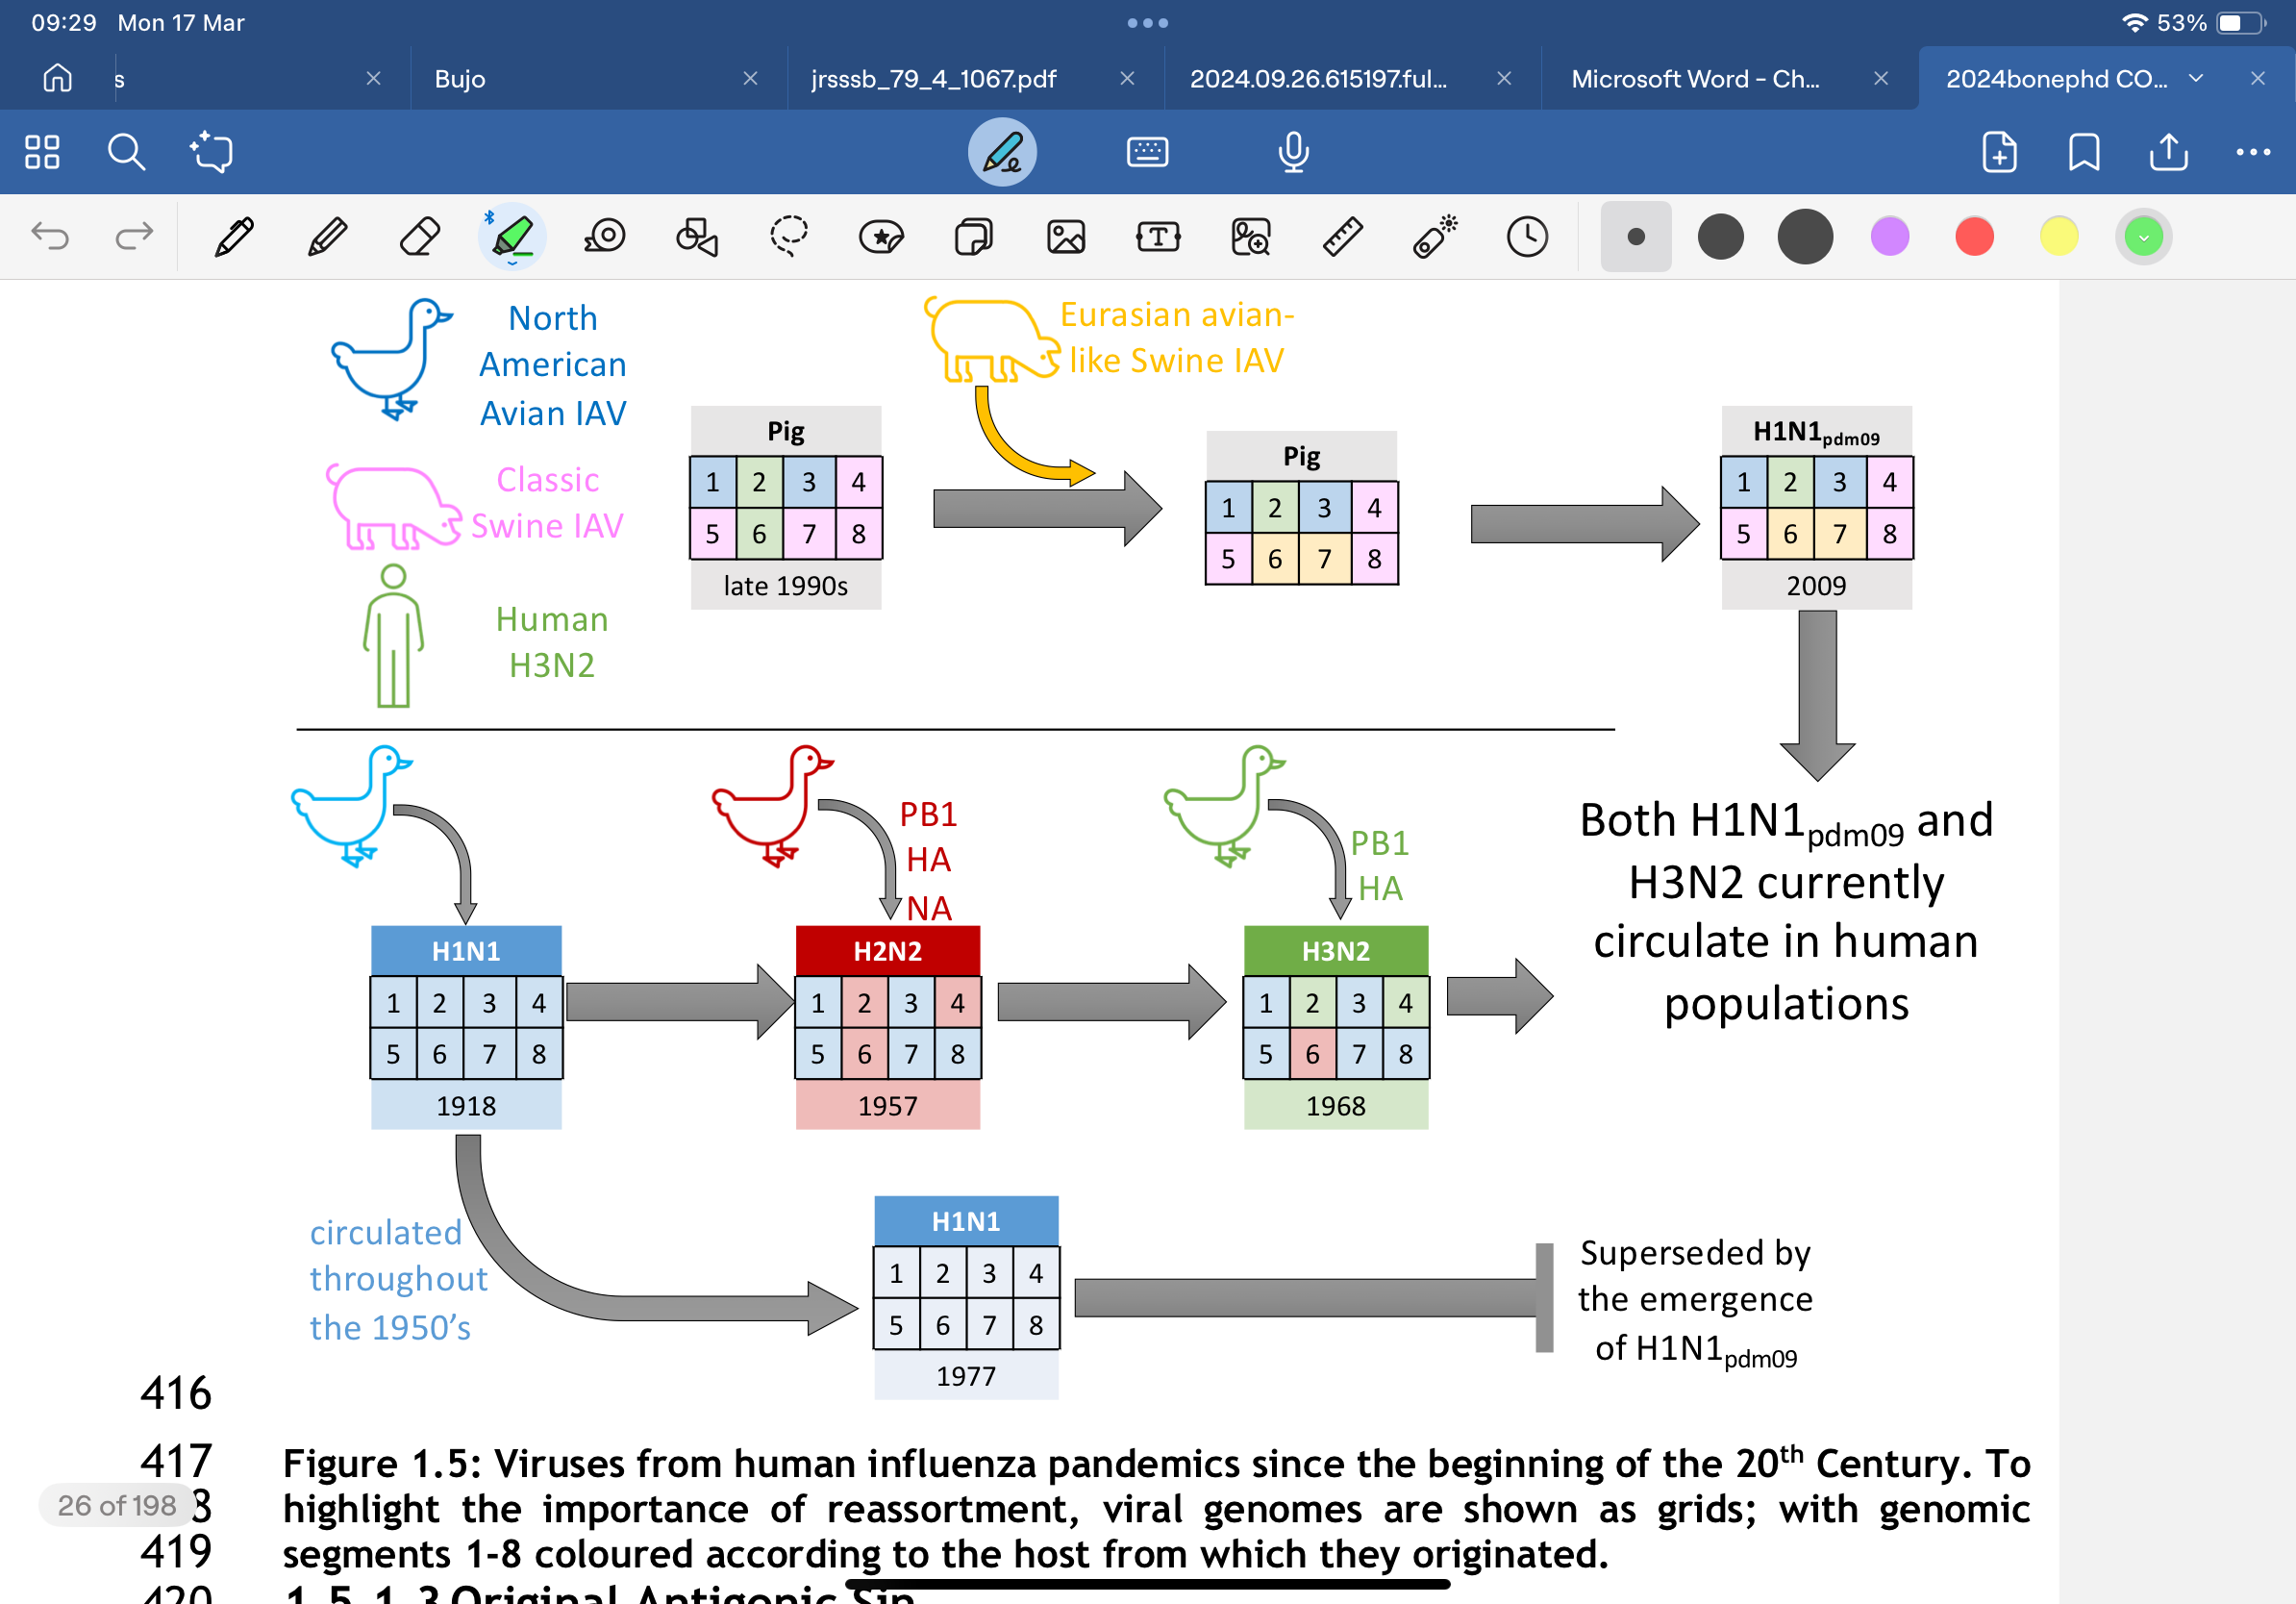 09:29 Mon 17 Mar
53%
s
Bujo
jrsssb_79_4_1067.pdf
2024.09.26.615197.ful...
Microsoft Word - Ch...
2024bonephd CO...
North
American
Avian IAV
Classic
Swine IAV
Human
H3N2
Pig
1 2 3 4
5 6 7 8
late 1990s
Eurasian avian-
like Swine IAV
Pig
1 2 3 4
5 6 7 8
H1N1pdm09
1 2 3 4
5 6 7 8
2009
PB1
HA
NA
PB1
HA
H1N1
1 2 3 4
5 6 7 8
1918
H2N2
1 2 3 4
5 6 7 8
1957
H3N2
1 2 3 4
5 6 7 8
1968
Both H1N1pdm09 and
H3N2 currently
circulate in human
populations
circulated
throughout
the 1950's
H1N1
1 2 3 4
5 6 7 8
1977
Superseded by
the emergence
of H1N1pdm09
416
417 Figure 1.5: Viruses from human influenza pandemics since the beginning of the 20th Century. To
26 of 198
8 highlight the importance of reassortment, viral genomes are shown as grids; with genomic
419 segments 1-8 coloured according to the host from which they originated.
420 1.5.1.3 Original Antigenic Sin